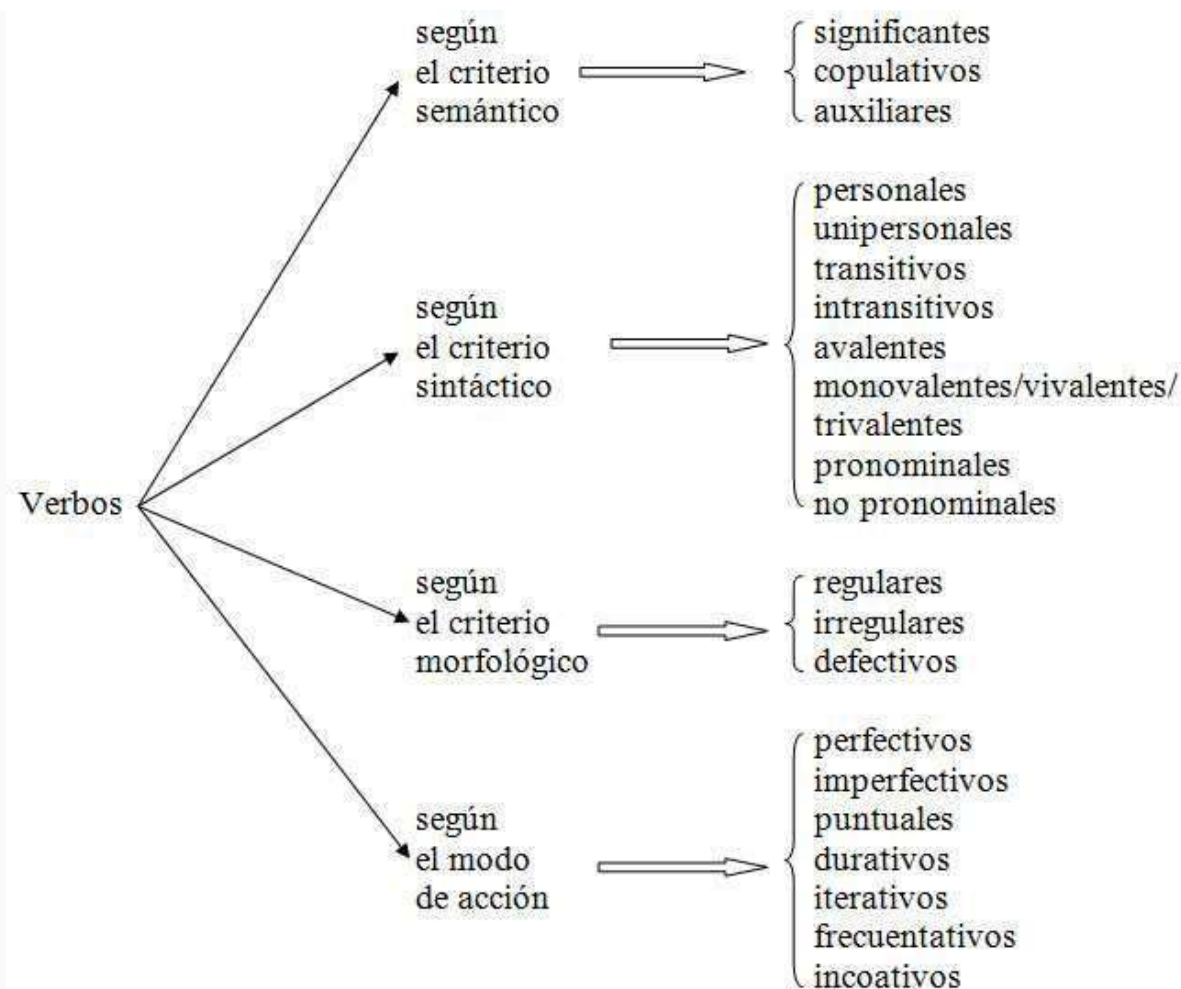 Verbos
según
el criterio
semántico
significantes
copulativos
auxiliares
según
el criterio
sintáctico
personales
unipersonales
transitivos
intransitivos
avalentes
monovalentes/vivalentes/
trivalentes
pronominales
no pronominales
según
el criterio
morfológico
regulares
irregulares
defectivos
según
el modo
de acción
perfectivos
imperfectivos
puntuales
durativos
iterativos
frecuentativos
incoativos